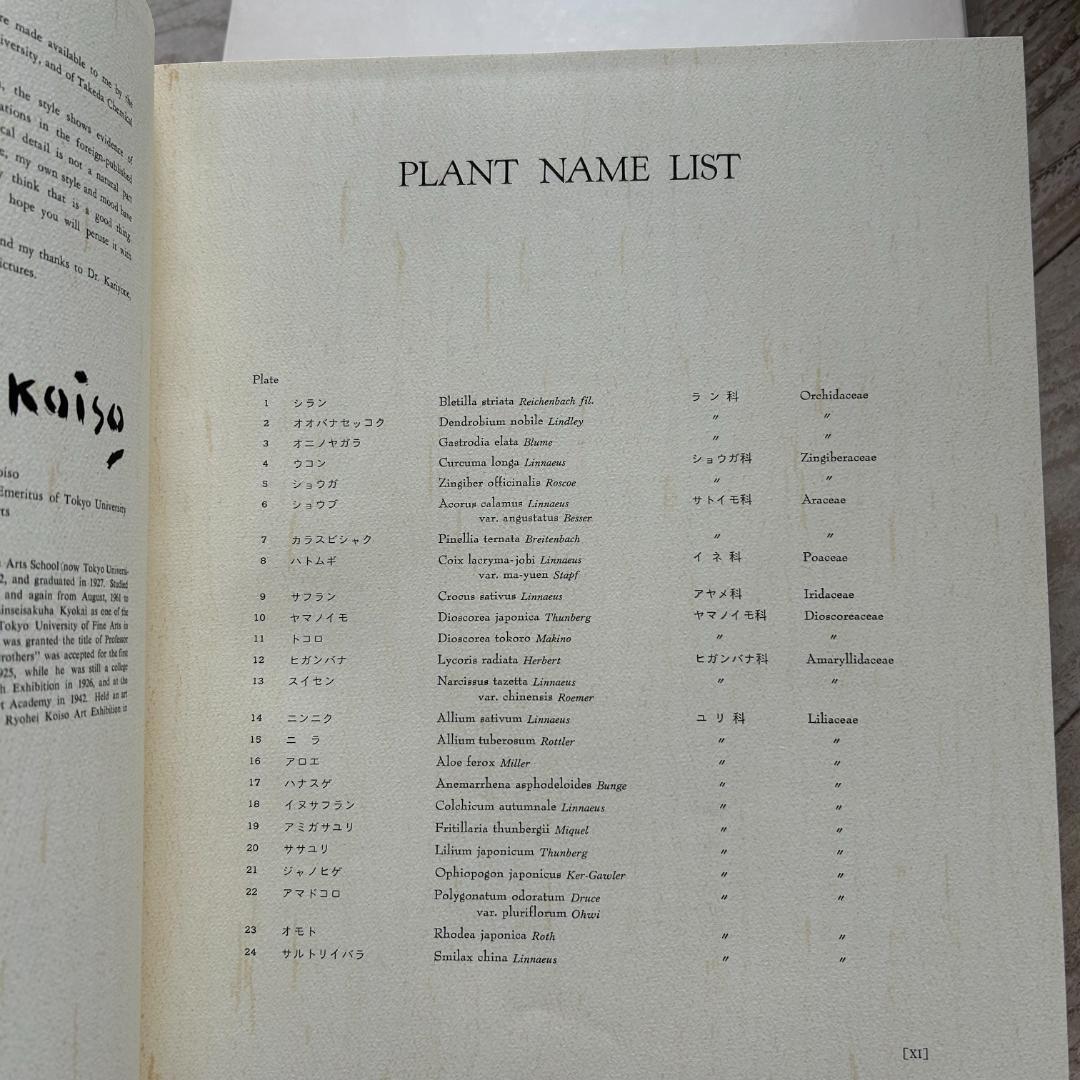 re made available to me by the
iversity, and of Takeda Chemical
, the style shows evidence of
ations in the foreign-published
cal detail is not a natural part
e, my own style and mood have
think that is a good thing
hope you will peruse it with
nd my thanks to Dr. Kariyone,
ictures.
Koiso
oiso
Emeritus of Tokyo University
rts
Arts School (now Tokyo Universi-
2, and graduated in 1927. Studied
and again from August, 1961 to
inseisakuha Kyokai as one of the
Tokyo University of Fine Arts in
was granted the title of Professor
rothers" was accepted for the first
925, while he was still a college
h Exhibition in 1926, and at the
t Academy in 1942. Held an art
Ryohei Koiso Art Exhibition in
PLANT NAME LIST
Plate
1 シラン Bletilla striata Reichenbach fil. ラン科 Orchidaceae
2 オオバナセッコク Dendrobium nobile Lindley 〃 〃
3 オニノヤガラ Gastrodia elata Blume 〃 〃
4 ウコン Curcuma longa Linnaeus ショウガ科 Zingiberaceae
5 ショウガ Zingiber officinalis Roscoe 〃 〃
6 ショウブ Acorus calamus Linnaeus サトイモ科 Araceae
var. angustatus Besser
7 カラスビシャク Pinellia ternata Breitenbach 〃 〃
8 ハトムギ Coix lacryma-jobi Linnaeus イネ科 Poaceae
var. ma-yuen Stapf
9 サフラン Crocus sativus Linnaeus アヤメ科 Iridaceae
10 ヤマノイモ Dioscorea japonica Thunberg ヤマノイモ科 Dioscoreaceae
11 トコロ Dioscorea tokoro Makino 〃 〃
12 ヒガンバナ Lycoris radiata Herbert ヒガンバナ科 Amaryllidaceae
13 スイセン Narcissus tazetta Linnaeus 〃 〃
var. chinensis Roemer
14 ニンニク Allium sativum Linnaeus ユリ科 Liliaceae
15 ニラ Allium tuberosum Rottler 〃 〃
16 アロエ Aloe ferox Miller 〃 〃
17 ハナスゲ Anemarrhena asphodeloides Bunge 〃 〃
18 イヌサフラン Colchicum autumnale Linnaeus 〃 〃
19 アミガサユリ Fritillaria thunbergii Miquel 〃 〃
20 ササユリ Lilium japonicum Thunberg 〃 〃
21 ジャノヒゲ Ophiopogon japonicus Ker-Gawler 〃 〃
22 アマドコロ Polygonatum odoratum Druce 〃 〃
var. pluriflorum Ohwi
23 オモト Rhodea japonica Roth 〃 〃
24 サルトリイバラ Smilax china Linnaeus 〃 〃
[XI]